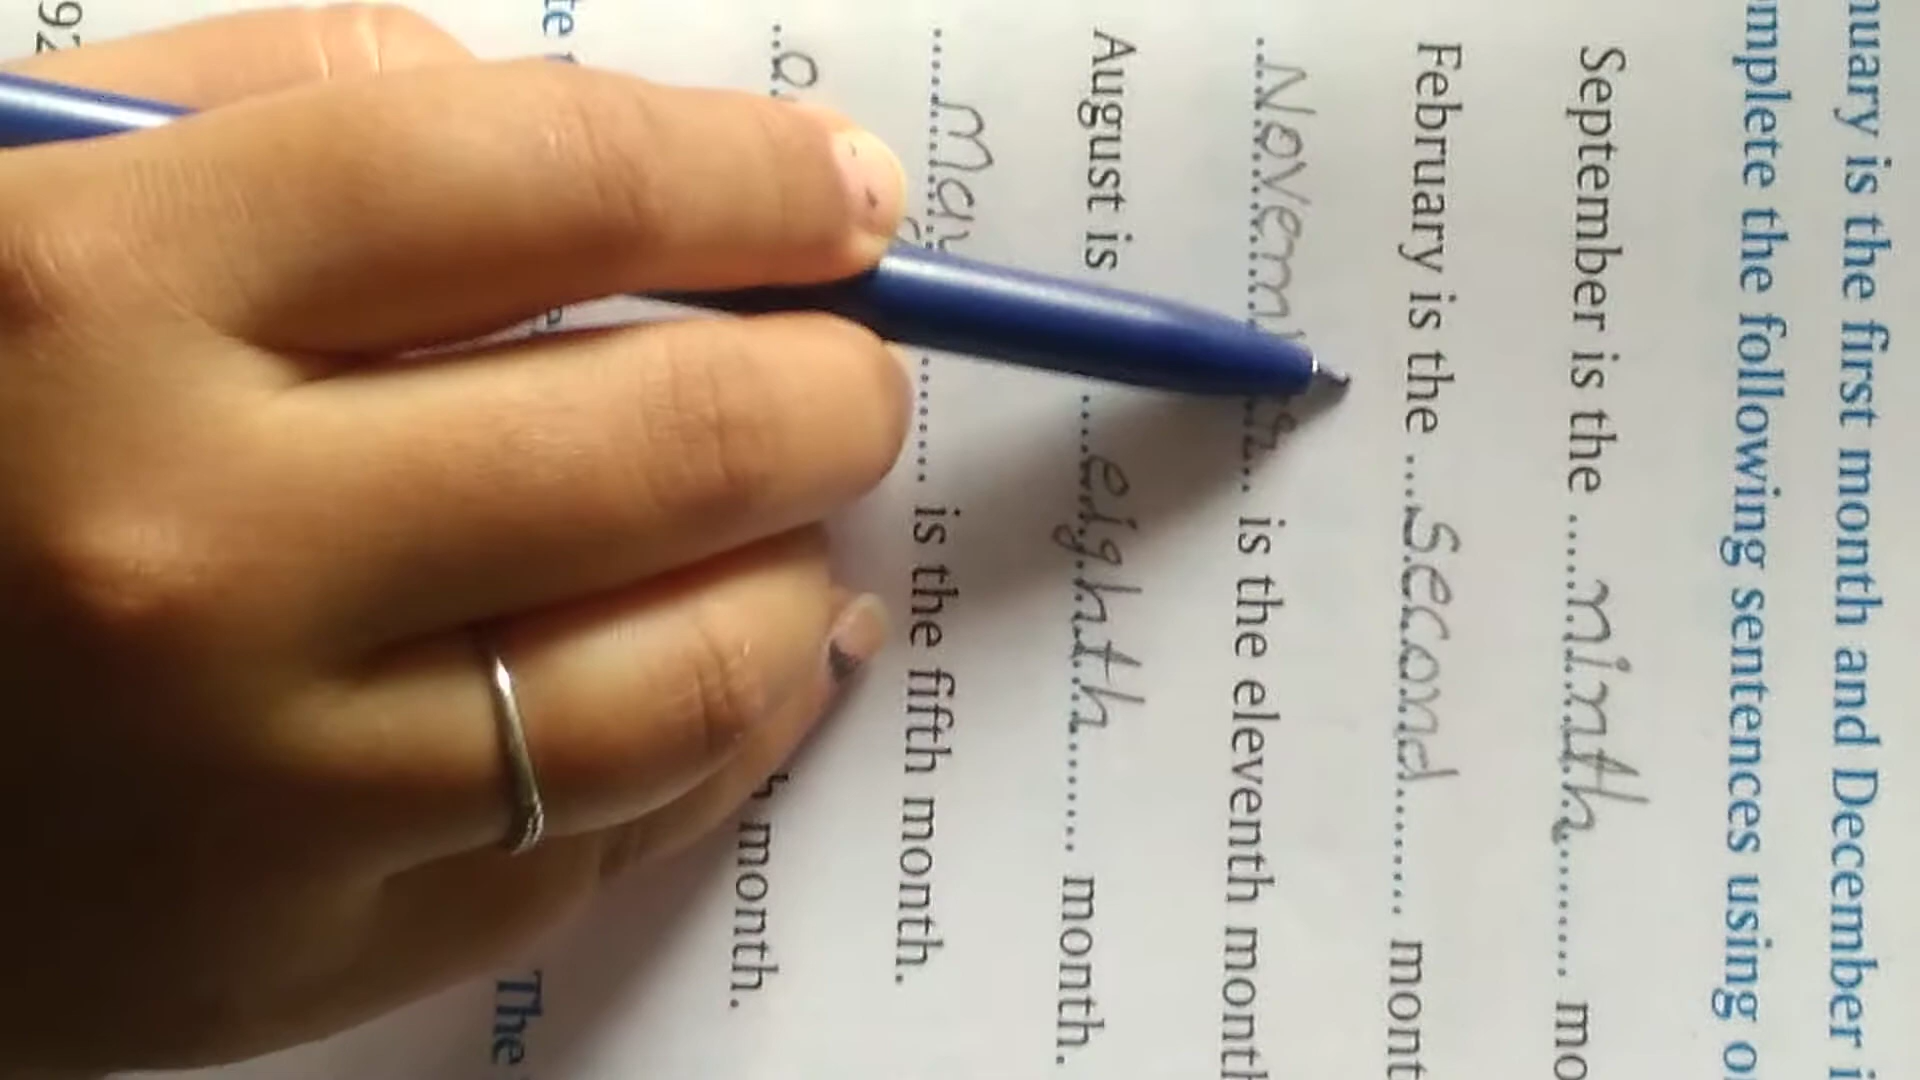 nuary is the first month and December i
mplete the following sentences using o
September is the .....ninth......... mo
February is the ...Second........ mont
...November... is the eleventh month
August is ....eighth........ month.
......May......... is the fifth month.
month.
The
92